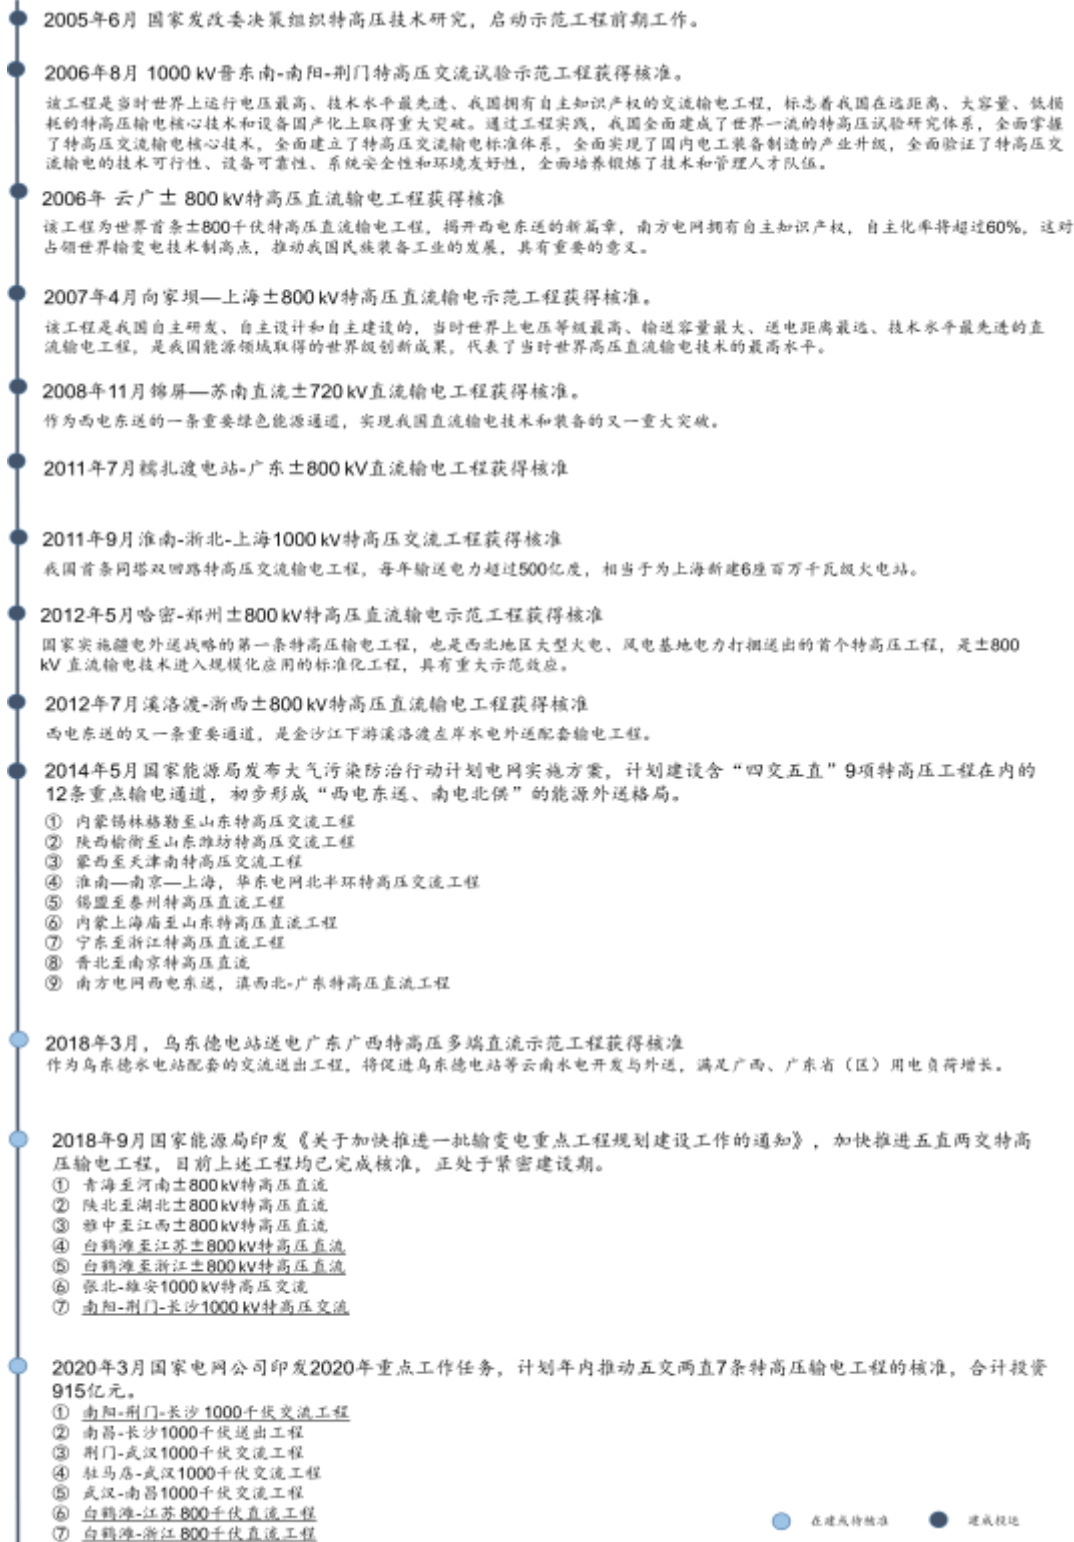 2005年6月 国家发改委决策组织特高压技术研究，启动示范工程前期工作。
2006年8月 1000 kV晋东南-南阳-荆门特高压交流试验示范工程获得核准。
该工程是当时世界上运行电压最高、技术水平最先进、我国拥有自主知识产权的交流输电工程，标志着我国在远距离、大容量、低损
耗的特高压输电核心技术和设备国产化上取得重大突破。通过工程实践，我国全面建成了世界一流的特高压试验研究体系，全面掌握
了特高压交流输电核心技术，全面建立了特高压交流输电标准体系，全面实现了国内电工装备制造的产业升级，全面验证了特高压交
流输电的技术可行性、设备可靠性、系统安全性和环境友好性，全面培养锻炼了技术和管理人才队伍。
2006年 云广± 800 kV特高压直流输电工程获得核准
该工程为世界首条±800千伏特高压直流输电工程，揭开西电东送的新篇章，南方电网拥有自主知识产权，自主化率将超过60%，这对
占领世界输变电技术制高点，推动我国民族装备工业的发展，具有重要的意义。
2007年4月向家坝—上海±800 kV特高压直流输电示范工程获得核准。
该工程是我国自主研发、自主设计和自主建设的，当时世界上电压等级最高、输送容量最大、送电距离最远、技术水平最先进的直
流输电工程，是我国能源领域取得的世界级创新成果，代表了当时世界高压直流输电技术的最高水平。
2008年11月锦屏—苏南直流±720 kV直流输电工程获得核准。
作为西电东送的一条重要绿色能源通道，实现我国直流输电技术和装备的又一重大突破。
2011年7月糯扎渡电站-广东±800 kV直流输电工程获得核准
2011年9月淮南-浙北-上海1000 kV特高压交流工程获得核准
我国首条同塔双回路特高压交流输电工程，每年输送电力超过500亿度，相当于为上海新建6座百万千瓦级火电站。
2012年5月哈密-郑州±800 kV特高压直流输电示范工程获得核准
国家实施疆电外送战略的第一条特高压输电工程，也是西北地区大型火电、风电基地电力打捆送出的首个特高压工程，是±800
kV 直流输电技术进入规模化应用的标准化工程，具有重大示范效应。
2012年7月溪洛渡-浙西±800 kV特高压直流输电工程获得核准
西电东送的又一条重要通道，是金沙江下游溪洛渡左岸水电外送配套输电工程。
2014年5月国家能源局发布大气污染防治行动计划电网实施方案，计划建设含“四交五直”9项特高压工程在内的
12条重点输电通道，初步形成“西电东送、南电北供”的能源外送格局。
① 内蒙锡林格勒至山东特高压交流工程
② 陕西榆衡至山东潍坊特高压交流工程
③ 蒙西至天津南特高压交流工程
④ 淮南—南京—上海，华东电网北半环特高压交流工程
⑤ 锡盟至泰州特高压直流工程
⑥ 内蒙上海庙至山东特高压直流工程
⑦ 宁东至浙江特高压直流工程
⑧ 晋北至南京特高压直流
⑨ 南方电网西电东送，滇西北-广东特高压直流工程
2018年3月，乌东德电站送电广东广西特高压多端直流示范工程获得核准
作为乌东德水电站配套的交流送出工程，将促进乌东德电站等云南水电开发与外送，满足广西、广东省（区）用电负荷增长。
2018年9月国家能源局印发《关于加快推进一批输变电重点工程规划建设工作的通知》，加快推进五直两交特高
压输电工程，目前上述工程均已完成核准，正处于紧密建设期。
① 青海至河南±800 kV特高压直流
② 陕北至湖北±800 kV特高压直流
③ 雅中至江西±800 kV特高压直流
④ 白鹤滩至江苏±800 kV特高压直流
⑤ 白鹤滩至浙江±800 kV特高压直流
⑥ 张北-雄安1000 kV特高压交流
⑦ 南阳-荆门-长沙1000 kV特高压交流
2020年3月国家电网公司印发2020年重点工作任务，计划年内推动五交两直7条特高压输电工程的核准，合计投资
915亿元。
① 南阳-荆门-长沙 1000千伏交流工程
② 南昌-长沙1000千伏送出工程
③ 荆门-武汉1000千伏交流工程
④ 驻马店-武汉1000千伏交流工程
⑤ 武汉-南昌1000千伏交流工程
⑥ 白鹤滩-江苏 800千伏直流工程
⑦ 白鹤滩-浙江 800千伏直流工程
在建或待核准
建成投运